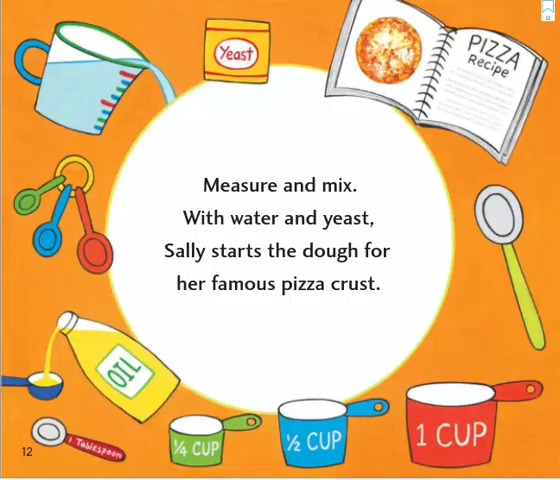 Yeast
PIZZA
Recipe
Measure and mix.
With water and yeast,
Sally starts the dough for
her famous pizza crust.
OIL
1 Tablespoon
1/4 CUP
1/2 CUP
1 CUP
12